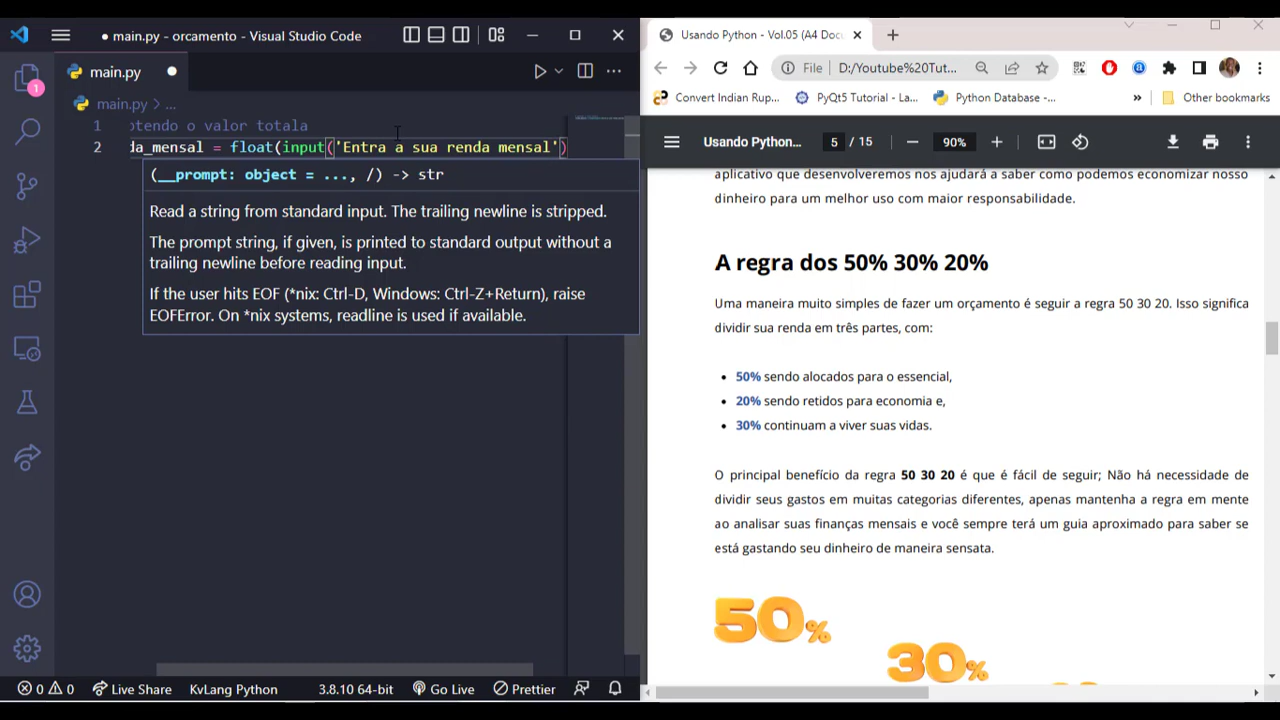 main.py - orcamento - Visual Studio Code
main.py
1
main.py > ...
1 otendo o valor totala
2 da_mensal = float(input('Entra a sua renda mensal')
(__prompt: object = ..., /) -> str
Read a string from standard input. The trailing newline is stripped.
The prompt string, if given, is printed to standard output without a
trailing newline before reading input.
If the user hits EOF (*nix: Ctrl-D, Windows: Ctrl-Z+Return), raise
EOFError. On *nix systems, readline is used if available.
0 0 Live Share KvLang Python 3.8.10 64-bit Go Live Prettier
Usando Python - Vol.05 (A4 Docu
File D:/Youtube%20Tut...
Convert Indian Rup... PyQt5 Tutorial - La... Python Database -... » Other bookmarks
Usando Python... 5 / 15 90%
aplicativo que desenvolveremos nos ajudará a saber como podemos economizar nosso
dinheiro para um melhor uso com maior responsabilidade.
A regra dos 50% 30% 20%
Uma maneira muito simples de fazer um orçamento é seguir a regra 50 30 20. Isso significa
dividir sua renda em três partes, com:
• 50% sendo alocados para o essencial,
• 20% sendo retidos para economia e,
• 30% continuam a viver suas vidas.
O principal benefício da regra 50 30 20 é que é fácil de seguir; Não há necessidade de
dividir seus gastos em muitas categorias diferentes, apenas mantenha a regra em mente
ao analisar suas finanças mensais e você sempre terá um guia aproximado para saber se
está gastando seu dinheiro de maneira sensata.
50%
30%